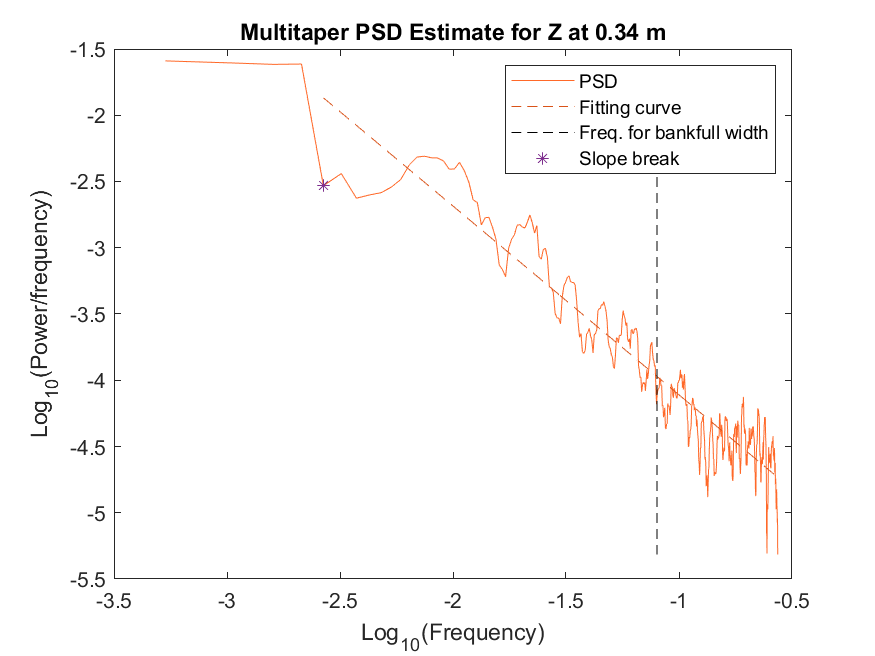 Multitaper PSD Estimate for Z at 0.34 m
-1.5
-2
-2.5
-3
-3.5
-4
-4.5
-5
-5.5
Log10(Power/frequency)
PSD
Fitting curve
Freq. for bankfull width
Slope break
-3.5 -3 -2.5 -2 -1.5 -1 -0.5
Log10(Frequency)